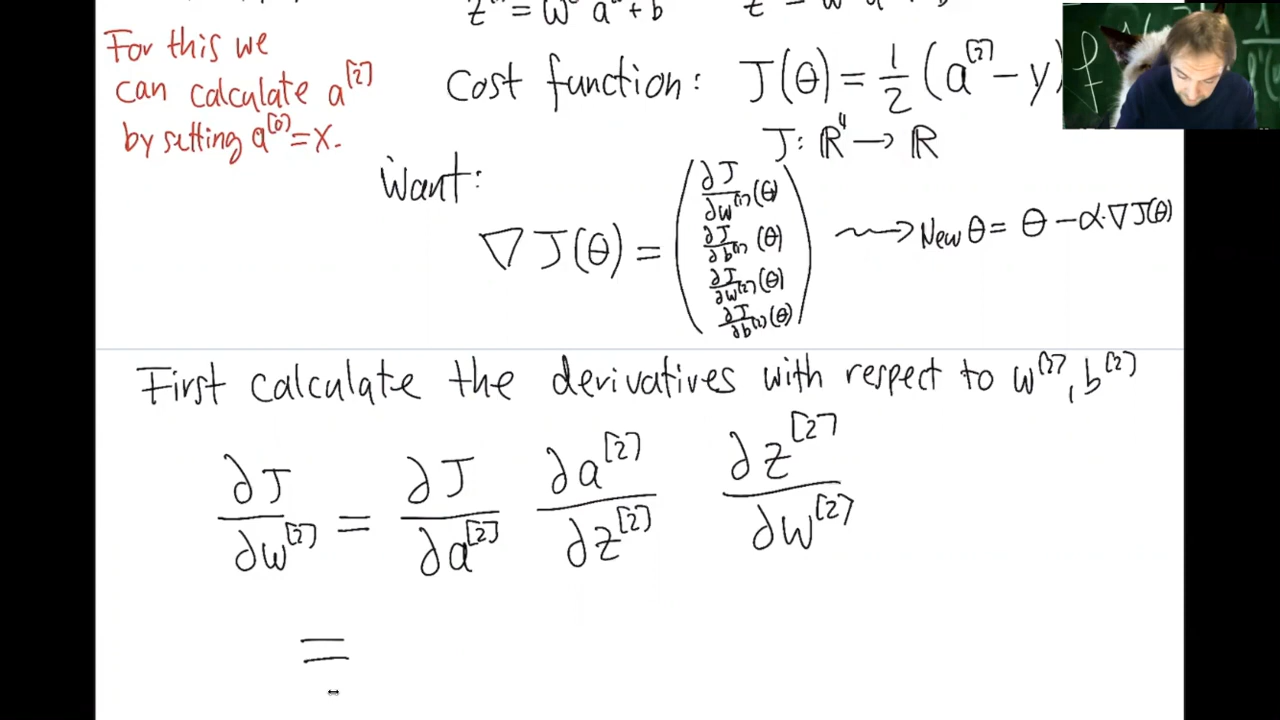 For this we
can calculate a^[2]
by setting a^[0] = x.
Cost function: J(θ) = 1/2 (a^[2] − y)
J: ℝ^4 → ℝ
Want:
∇J(θ) = ( ∂J/∂w^[1] (θ)
∂J/∂b^[1] (θ)
∂J/∂w^[2] (θ)
∂J/∂b^[2] (θ) ) ⇝ New θ = θ − α·∇J(θ)
First calculate the derivatives with respect to w^[2], b^[2]
∂J/∂w^[2] = ∂J/∂a^[2] ∂a^[2]/∂z^[2] ∂z^[2]/∂w^[2]
=